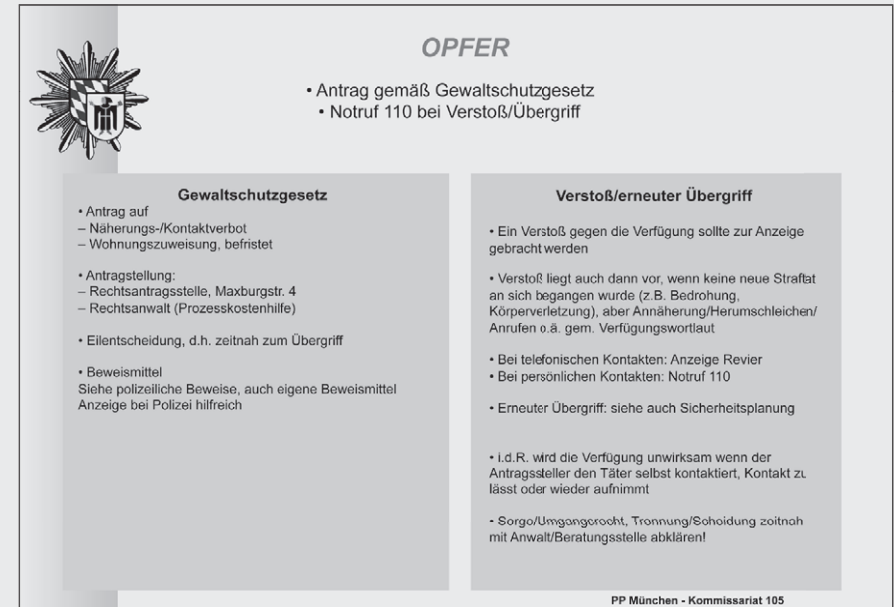 OPFER
• Antrag gemäß Gewaltschutzgesetz
• Notruf 110 bei Verstoß/Übergriff
Gewaltschutzgesetz
• Antrag auf
– Näherungs-/Kontaktverbot
– Wohnungszuweisung, befristet
• Antragstellung:
– Rechtsantragsstelle, Maxburgstr. 4
– Rechtsanwalt (Prozesskostenhilfe)
• Eilentscheidung, d.h. zeitnah zum Übergriff
• Beweismittel
Siehe polizeiliche Beweise, auch eigene Beweismittel
Anzeige bei Polizei hilfreich
Verstoß/erneuter Übergriff
• Ein Verstoß gegen die Verfügung sollte zur Anzeige
gebracht werden
• Verstoß liegt auch dann vor, wenn keine neue Straftat
an sich begangen wurde (z.B. Bedrohung,
Körperverletzung), aber Annäherung/Herumschleichen/
Anrufen o.ä. gem. Verfügungswortlaut
• Bei telefonischen Kontakten: Anzeige Revier
• Bei persönlichen Kontakten: Notruf 110
• Erneuter Übergriff: siehe auch Sicherheitsplanung
• i.d.R. wird die Verfügung unwirksam wenn der
Antragssteller den Täter selbst kontaktiert, Kontakt zu
lässt oder wieder aufnimmt
• Sorge/Umgangsrecht, Trennung/Scheidung zeitnah
mit Anwalt/Beratungsstelle abklären!
PP München - Kommissariat 105